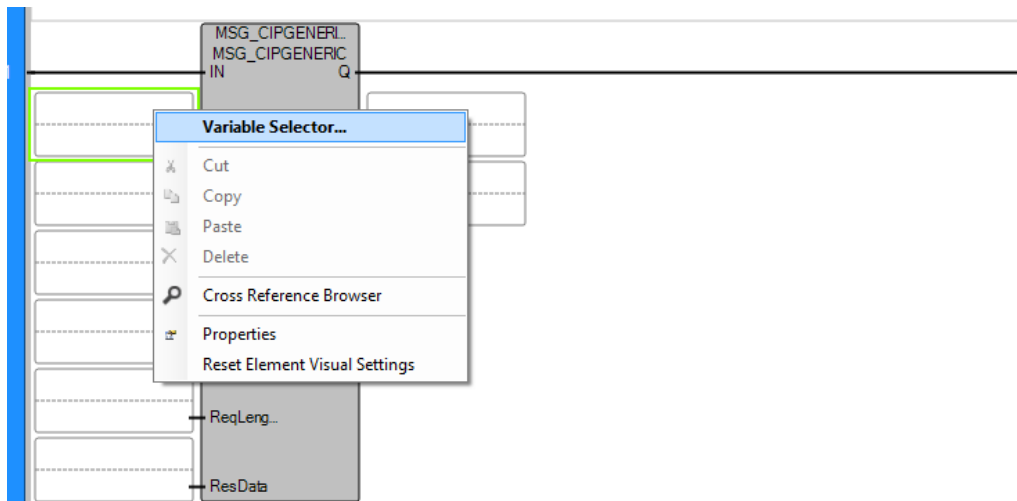 MSG_CIPGENERI...
MSG_CIPGENERIC
IN Q
Variable Selector...
Cut
Copy
Paste
Delete
Cross Reference Browser
Properties
Reset Element Visual Settings
ReqLeng...
ResData